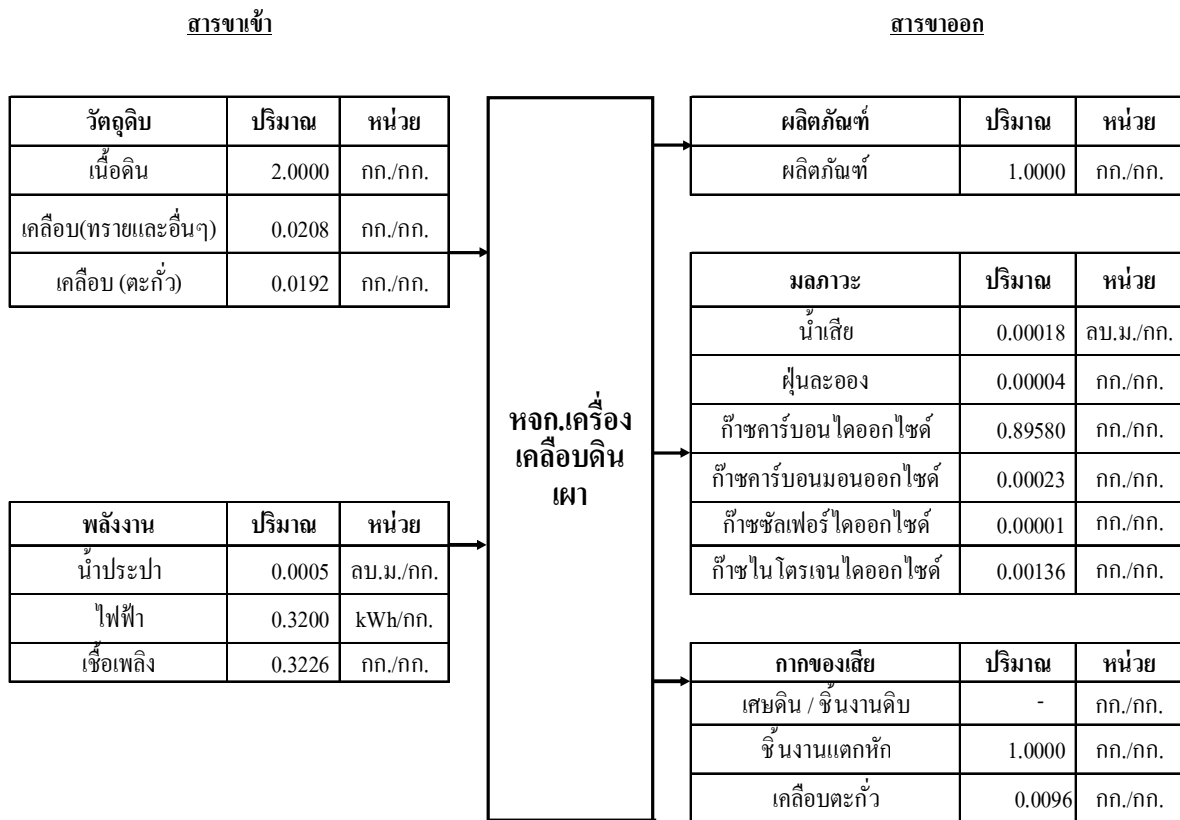 สารขาเข้า
วัตถุดิบ ปริมาณ หน่วย
เนื้อดิน 2.0000 กก./กก.
เคลือบ(ทรายและอื่นๆ) 0.0208 กก./กก.
เคลือบ (ตะกั่ว) 0.0192 กก./กก.
พลังงาน ปริมาณ หน่วย
น้ำประปา 0.0005 ลบ.ม./กก.
ไฟฟ้า 0.3200 kWh/กก.
เชื้อเพลิง 0.3226 กก./กก.
หจก.เครื่อง
เคลือบดิน
เผา
สารขาออก
ผลิตภัณฑ์ ปริมาณ หน่วย
ผลิตภัณฑ์ 1.0000 กก./กก.
มลภาวะ ปริมาณ หน่วย
น้ำเสีย 0.00018 ลบ.ม./กก.
ฝุ่นละออง 0.00004 กก./กก.
ก๊าซคาร์บอนไดออกไซด์ 0.89580 กก./กก.
ก๊าซคาร์บอนมอนออกไซด์ 0.00023 กก./กก.
ก๊าซซัลเฟอร์ไดออกไซด์ 0.00001 กก./กก.
ก๊าซไนโตรเจนไดออกไซด์ 0.00136 กก./กก.
กากของเสีย ปริมาณ หน่วย
เศษดิน / ชิ้นงานดิบ - กก./กก.
ชิ้นงานแตกหัก 1.0000 กก./กก.
เคลือบตะกั่ว 0.0096 กก./กก.